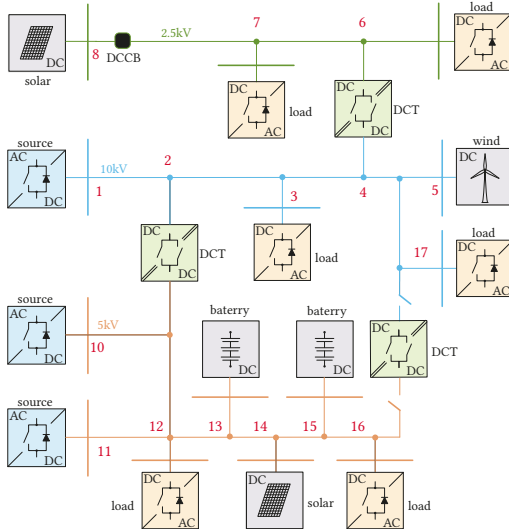 7
6
load
DC
AC
2.5kV
8
DCCB
DC
solar
DC
AC
load
DC
DC
DCT
source
AC
DC
10kV
1
2
3
4
5
wind
DC
DC
DC
DCT
DC
AC
load
17
load
DC
AC
source
AC
DC
5kV
10
baterry
DC
baterry
DC
DC
DC
DCT
source
AC
DC
11
12
13
14
15
16
load
DC
AC
DC
solar
DC
AC
load